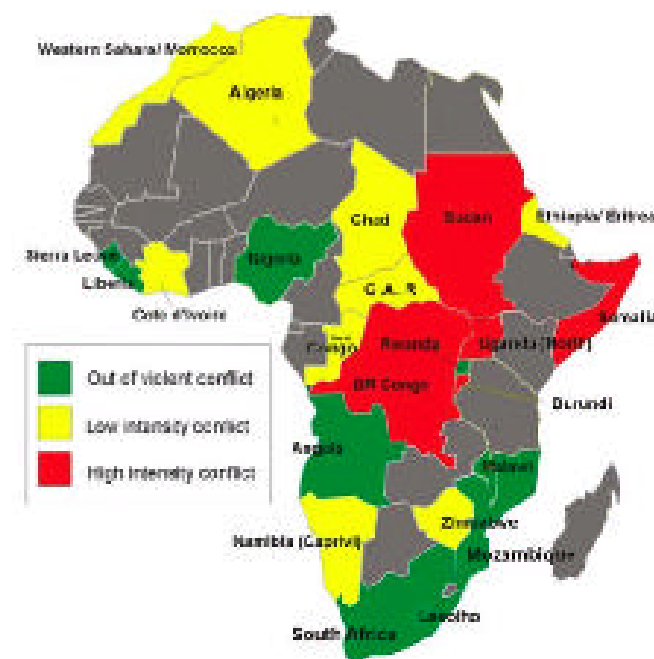 Western Sahara/ Morrocco
Algeria
Chad
Sudan
Ethiopia/ Eritrea
Sierra Leone
Nigeria
Liberia
C. A. R
Somalia
Cote d'Ivoire
Congo
Rwanda
Uganda (North)
DR Congo
Out of violent conflict
Low intensity conflict
High intensity conflict
Burundi
Angola
Malawi
Zimbabwe
Namibia (Caprivi)
Mozambique
Lesotho
South Africa